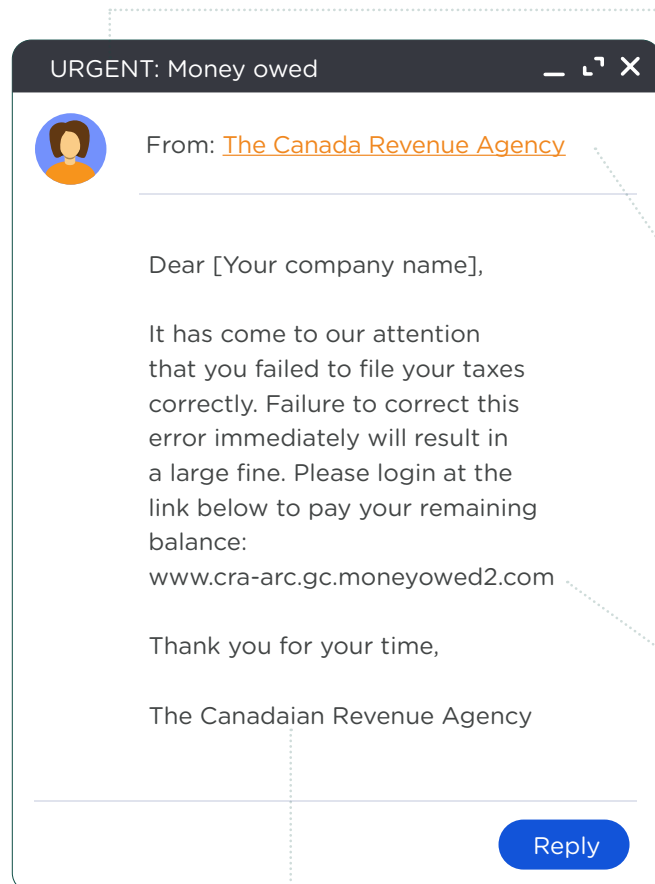 URGENT: Money owed
From: The Canada Revenue Agency
Dear [Your company name],
It has come to our attention
that you failed to file your taxes
correctly. Failure to correct this
error immediately will result in
a large fine. Please login at the
link below to pay your remaining
balance:
www.cra-arc.gc.moneyowed2.com
Thank you for your time,
The Canadaian Revenue Agency
Reply